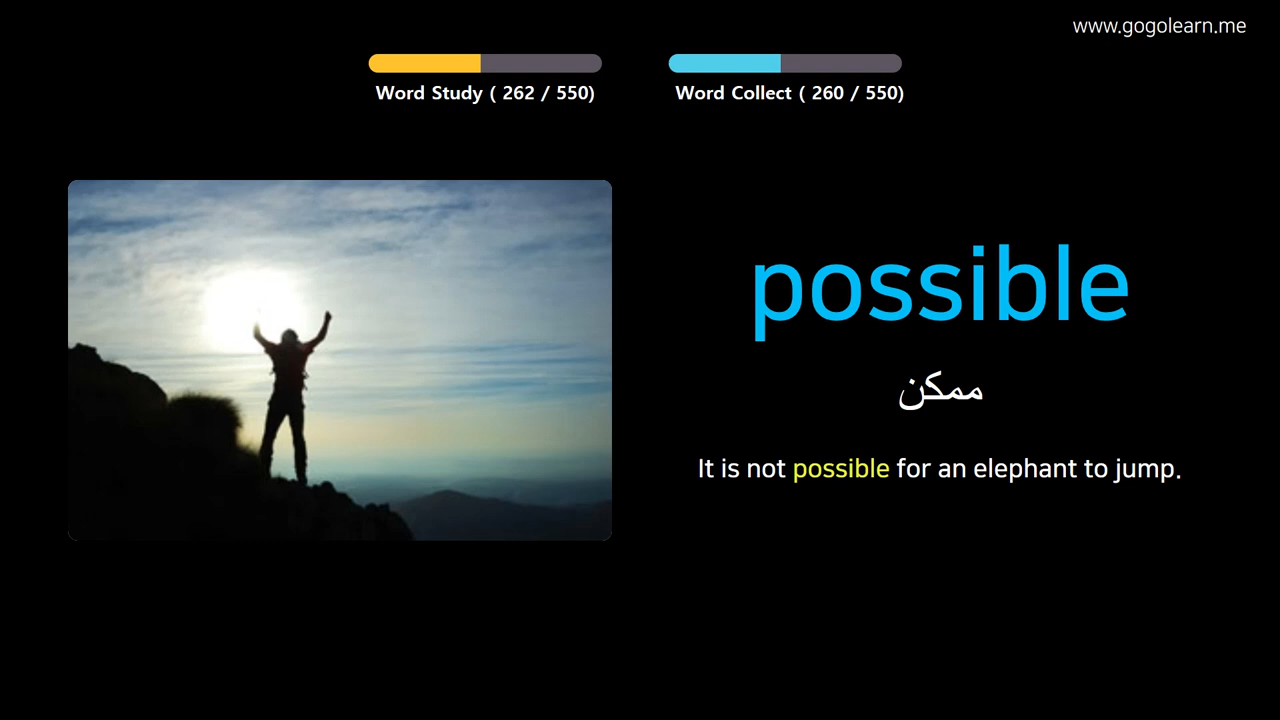 www.gogolearn.me
Word Study ( 262 / 550)
Word Collect ( 260 / 550)
possible
ممكن
It is not possible for an elephant to jump.